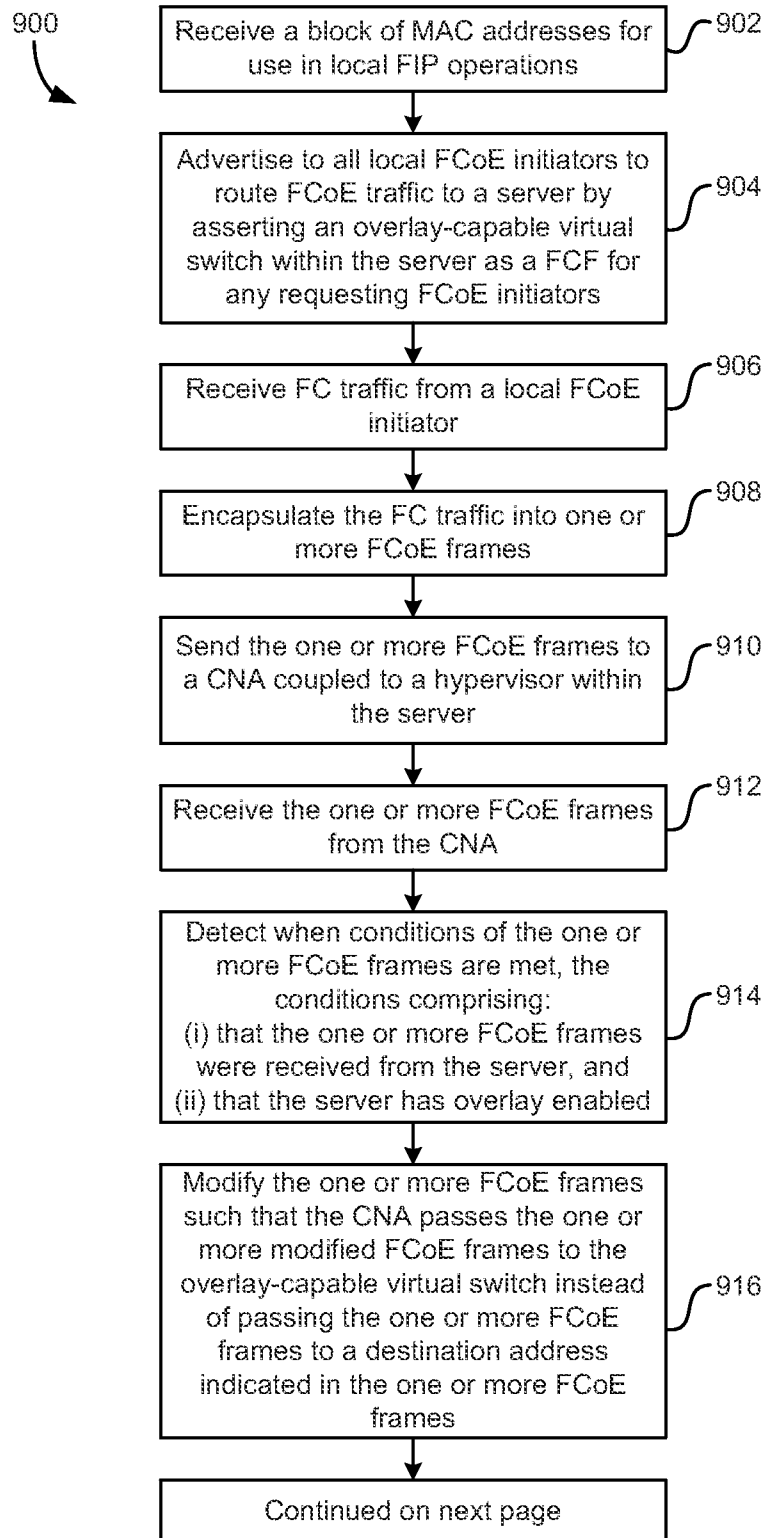 900
Receive a block of MAC addresses for
use in local FIP operations
902
Advertise to all local FCoE initiators to
route FCoE traffic to a server by
asserting an overlay-capable virtual
switch within the server as a FCF for
any requesting FCoE initiators
904
Receive FC traffic from a local FCoE
initiator
906
Encapsulate the FC traffic into one or
more FCoE frames
908
Send the one or more FCoE frames to
a CNA coupled to a hypervisor within
the server
910
Receive the one or more FCoE frames
from the CNA
912
Detect when conditions of the one or
more FCoE frames are met, the
conditions comprising:
(i) that the one or more FCoE frames
were received from the server, and
(ii) that the server has overlay enabled
914
Modify the one or more FCoE frames
such that the CNA passes the one or
more modified FCoE frames to the
overlay-capable virtual switch instead
of passing the one or more FCoE
frames to a destination address
indicated in the one or more FCoE
frames
916
Continued on next page